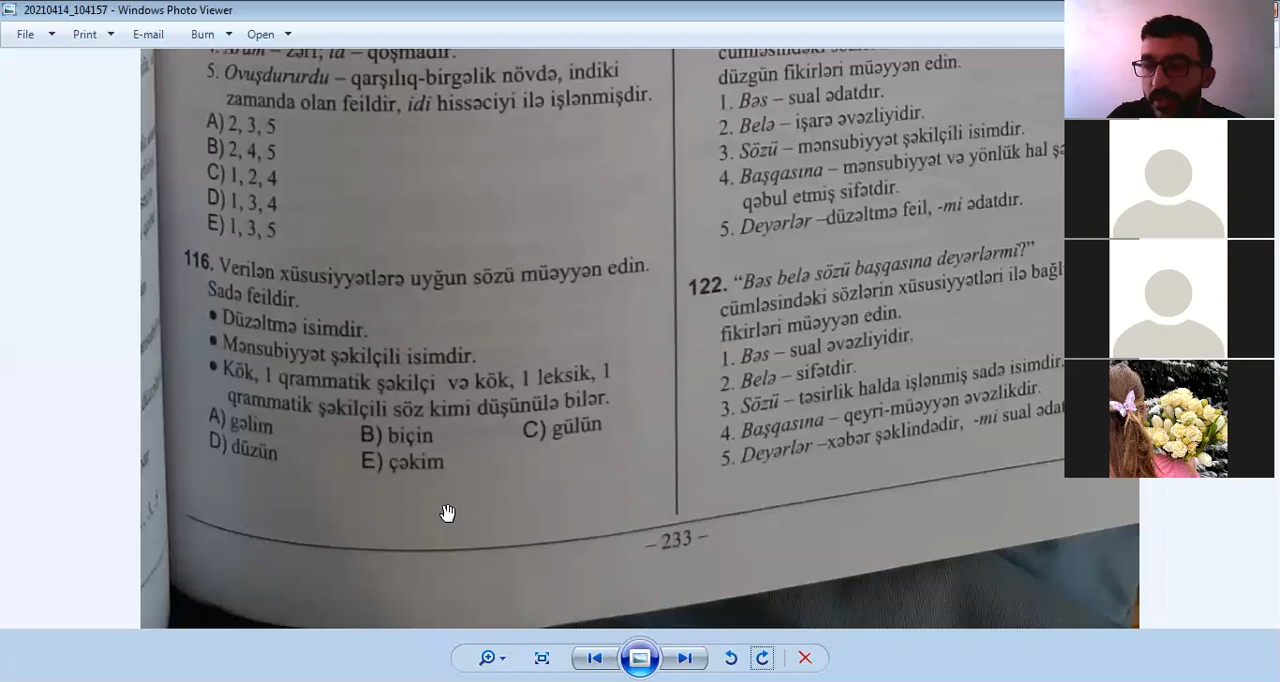 20210414_104157 - Windows Photo Viewer
File Print E-mail Burn Open
qoşmadır.
5. Ovuşdururdu – qarşılıq-birgəlik növdə, indiki
zamanda olan feildir, idi hissəciyi ilə işlənmişdir.
A) 2, 3, 5
B) 2, 4, 5
C) 1, 2, 4
D) 1, 3, 4
E) 1, 3, 5
116. Verilən xüsusiyyətlərə uyğun sözü müəyyən edin.
Sadə feildir.
• Düzəltmə isimdir.
• Mənsubiyyət şəkilçili isimdir.
• Kök, 1 qrammatik şəkilçi və kök, 1 leksik, 1
qrammatik şəkilçili söz kimi düşünülə bilər.
A) gəlim B) biçin C) gülün
D) düzün E) çəkim
düzgün fikirləri müəyyən edin.
1. Bəs – sual ədatdır.
2. Belə – işarə əvəzliyidir.
3. Sözü – mənsubiyyət şəkilçili isimdir.
4. Başqasına – mənsubiyyət və yönlük hal şə
qəbul etmiş sifətdir.
5. Deyərlər –düzəltmə feil, -mi ədatdır.
122. “Bəs belə sözü başqasına deyərlərmi?”
cümləsindəki sözlərin xüsusiyyətləri ilə bağl
fikirləri müəyyən edin.
1. Bəs – sual əvəzliyidir.
2. Belə – sifətdir.
3. Sözü – təsirlik halda işlənmiş sadə isimdir.
4. Başqasına – qeyri-müəyyən əvəzlikdir.
5. Deyərlər –xəbər şəklindədir, -mi sual ədat
– 233 –